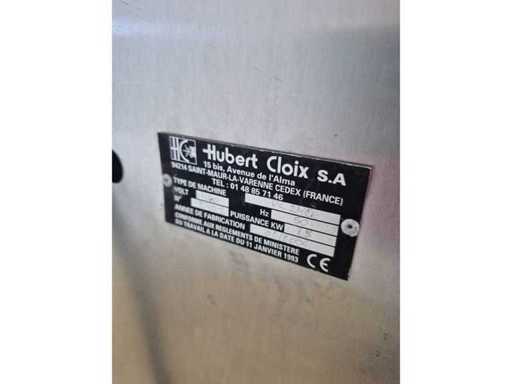 HC Hubert Cloix S.A
15 bis, Avenue de l'Alma
94214 SAINT-MAUR-LA-VARENNE CEDEX (FRANCE)
TEL : 01 48 85 71 46
TYPE DE MACHINE
VOLT Hz
N° PUISSANCE KW
ANNÉE DE FABRICATION
CONFORME AUX REGLEMENTS DE MINISTERE
DU TRAVAIL A LA DATE DU 11 JANVIER 1993 CE